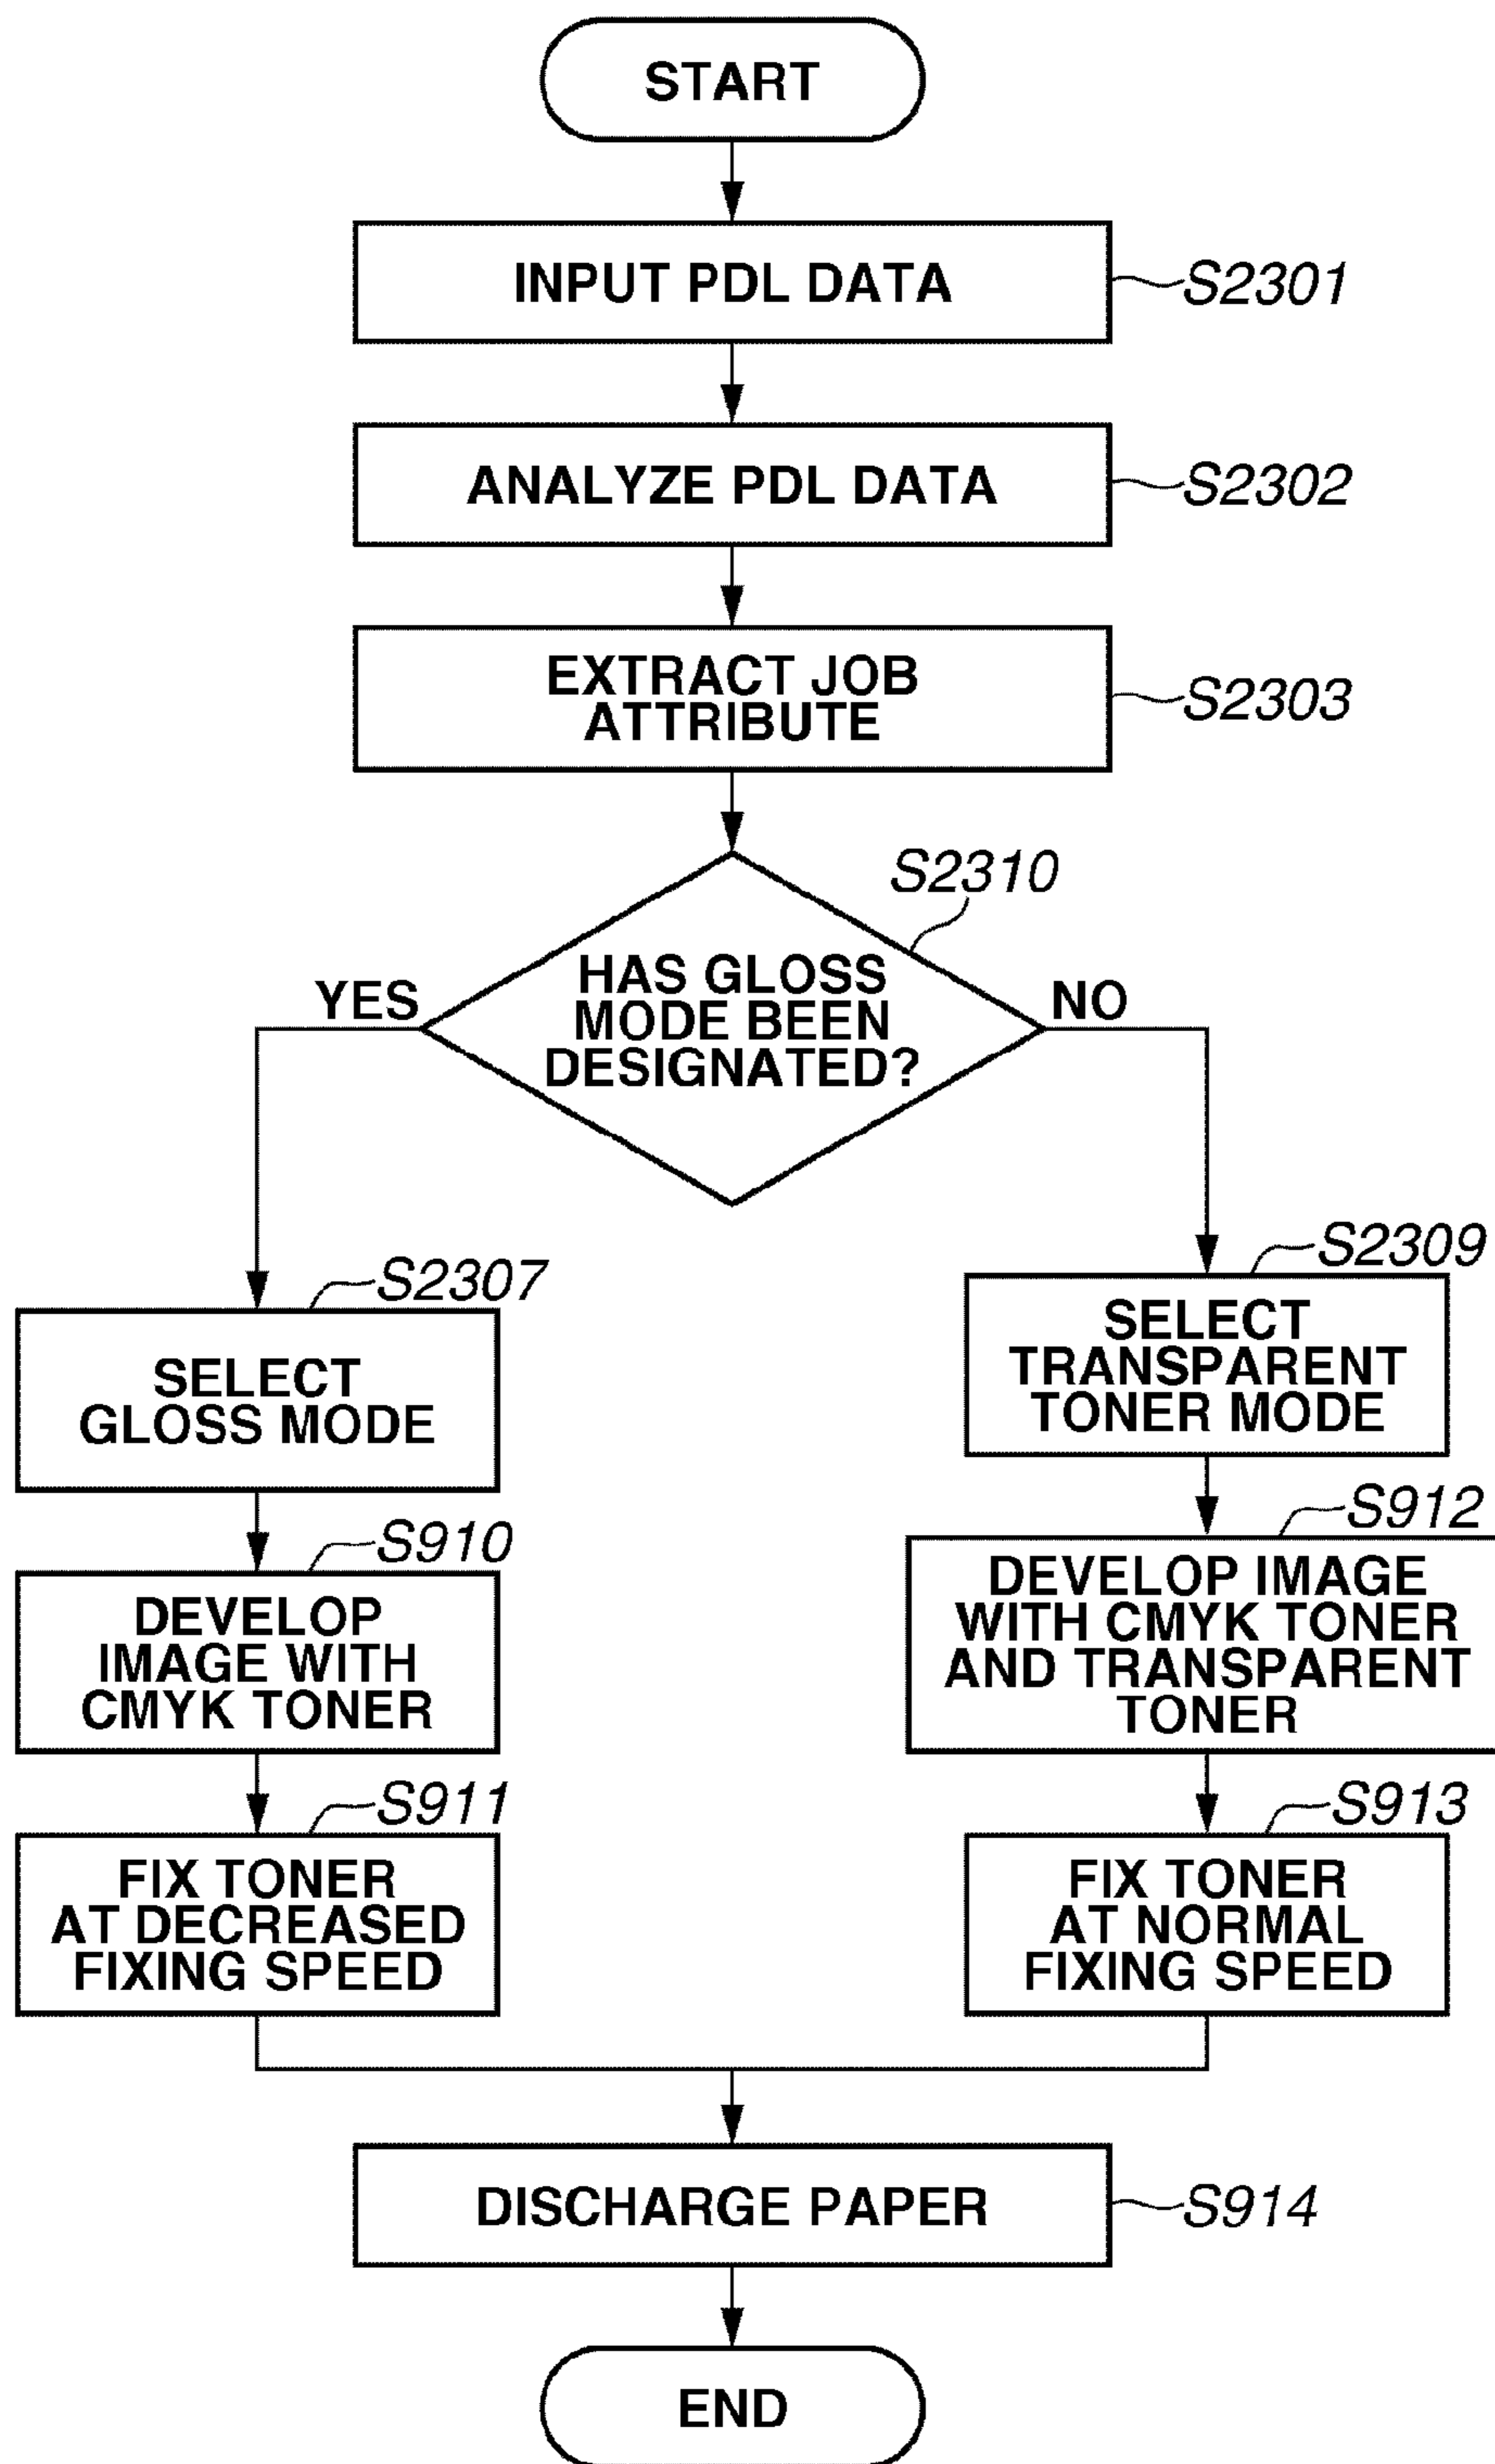 START
INPUT PDL DATA
S2301
ANALYZE PDL DATA
S2302
EXTRACT JOB
ATTRIBUTE
S2303
S2310
HAS GLOSS
MODE BEEN
DESIGNATED?
YES
NO
S2307
SELECT
GLOSS MODE
S910
DEVELOP
IMAGE WITH
CMYK TONER
S911
FIX TONER
AT DECREASED
FIXING SPEED
S2309
SELECT
TRANSPARENT
TONER MODE
S912
DEVELOP IMAGE
WITH CMYK TONER
AND TRANSPARENT
TONER
S913
FIX TONER
AT NORMAL
FIXING SPEED
DISCHARGE PAPER
S914
END